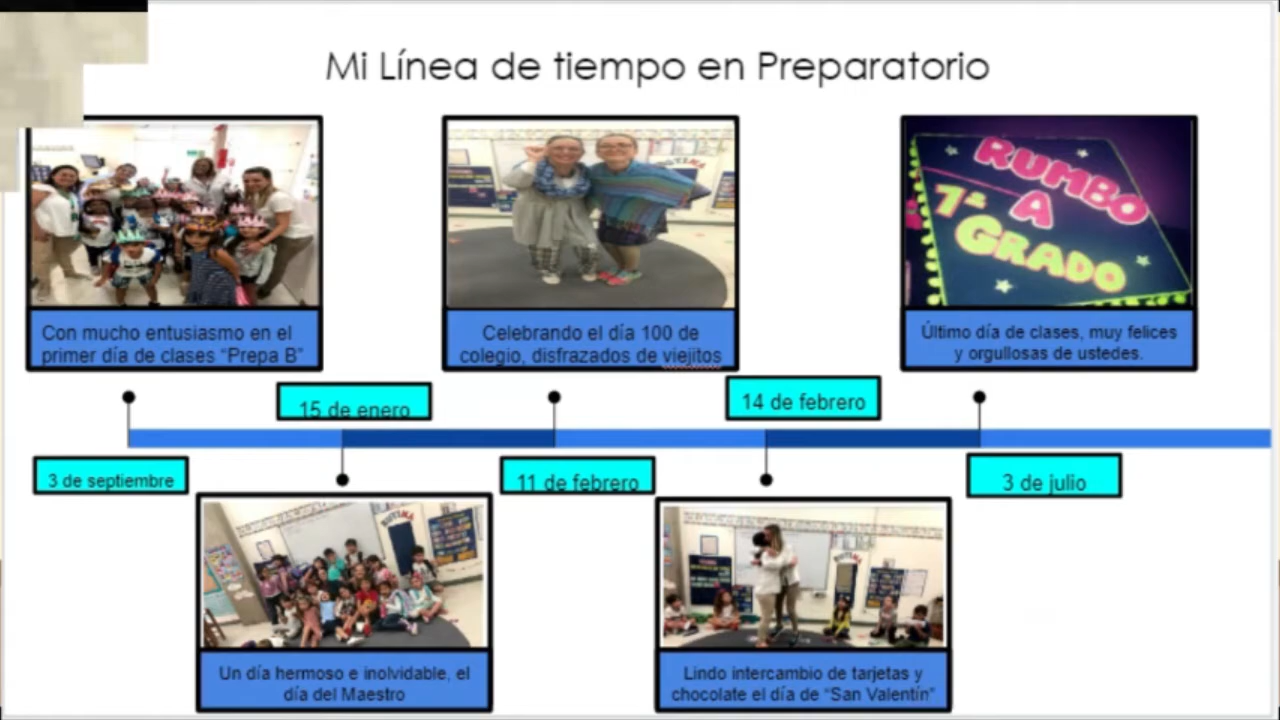 Mi Línea de tiempo en Preparatorio
RUMBO
A
1ª
GRADO
Con mucho entusiasmo en el
primer día de clases “Prepa B”
Celebrando el día 100 de
colegio, disfrazados de viejitos
Último día de clases, muy felices
y orgullosas de ustedes.
15 de enero
14 de febrero
3 de septiembre
11 de febrero
3 de julio
RUTINA
Un día hermoso e inolvidable, el
día del Maestro
Lindo intercambio de tarjetas y
chocolate el día de “San Valentín”